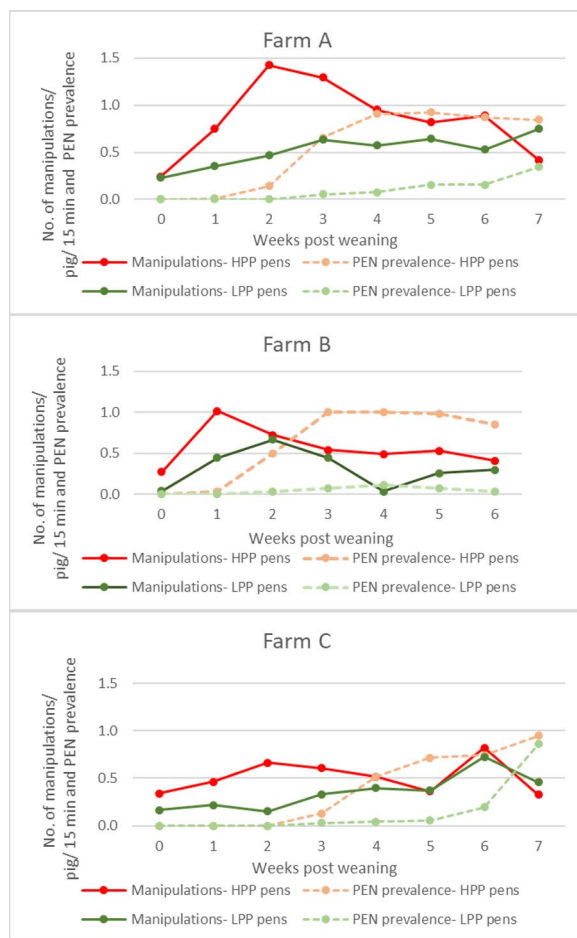 Farm A
No. of manipulations/
pig/ 15 min and PEN prevalence
1.5
1.0
0.5
0.0
0 1 2 3 4 5 6 7
Weeks post weaning
Manipulations- HPP pens PEN prevalence- HPP pens
Manipulations- LPP pens PEN prevalence- LPP pens
Farm B
No. of manipulations/
pig/ 15 min and PEN prevalence
1.5
1.0
0.5
0.0
0 1 2 3 4 5 6
Weeks post weaning
Manipulations- HPP pens PEN prevalence- HPP pens
Manipulations- LPP pens PEN prevalence- LPP pens
Farm C
No. of manipulations/
pig/ 15 min and PEN prevalence
1.5
1.0
0.5
0.0
0 1 2 3 4 5 6 7
Weeks post weaning
Manipulations- HPP pens PEN prevalence- HPP pens
Manipulations- LPP pens PEN prevalence- LPP pens